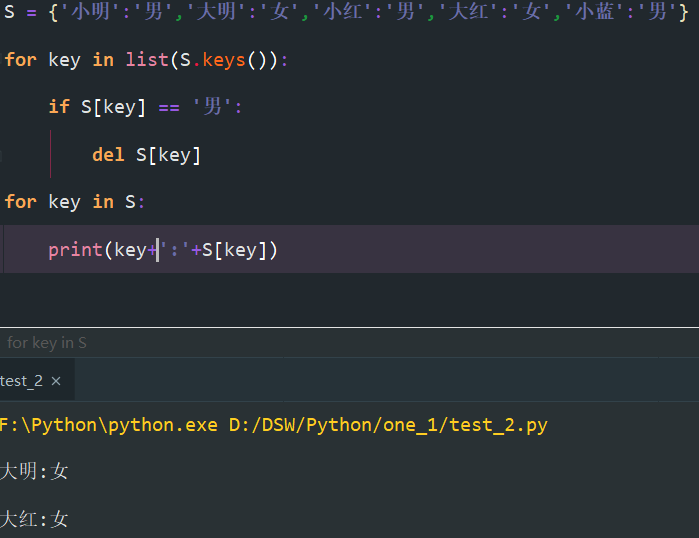 S = {'小明':'男','大明':'女','小红':'男','大红':'女','小蓝':'男'}
for key in list(S.keys()):
    if S[key] == '男':
        del S[key]
for key in S:
    print(key+':'+S[key])
for key in S
test_2 ×
F:\Python\python.exe D:/DSW/Python/one_1/test_2.py
大明:女
大红:女